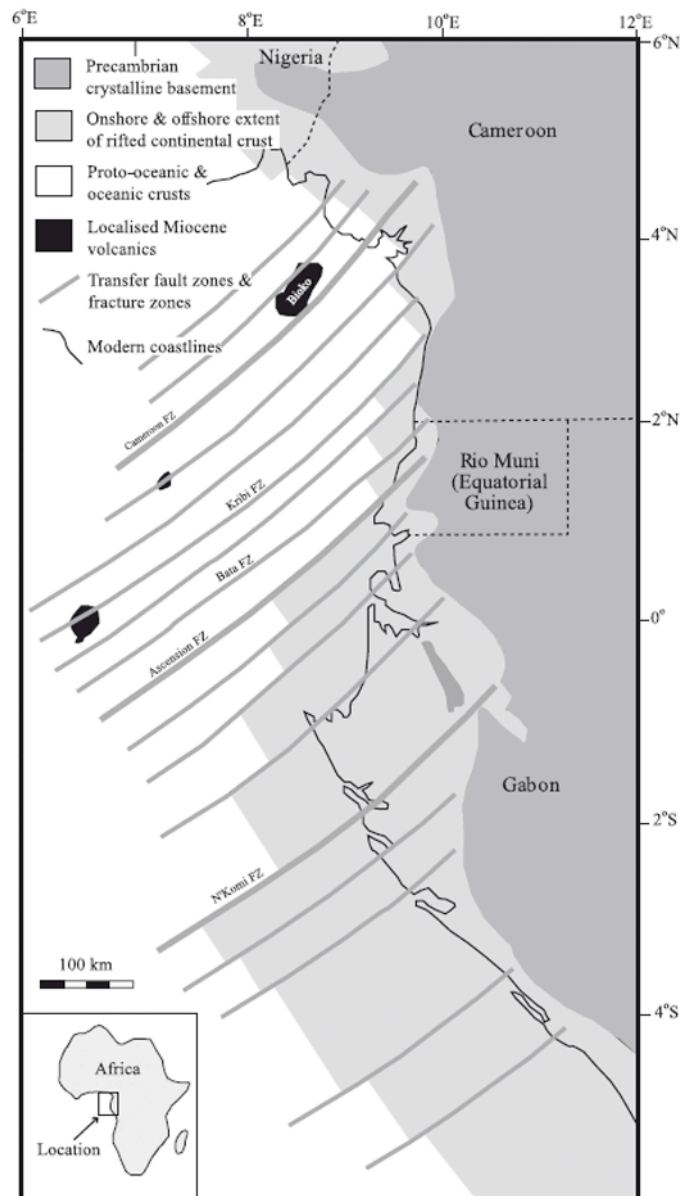 6°E
8°E
10°E
12°E
6°N
Nigeria
Cameroon
Precambrian
crystalline basement
Onshore & offshore extent
of rifted continental crust
Proto-oceanic &
oceanic crusts
Localised Miocene
volcanics
Transfer fault zones &
fracture zones
Modern coastlines
4°N
Bioko
Cameroon FZ
2°N
Rio Muni
(Equatorial
Guinea)
Kribi FZ
Bata FZ
0°
Ascension FZ
Gabon
2°S
N'Komi FZ
100 km
4°S
Africa
Location